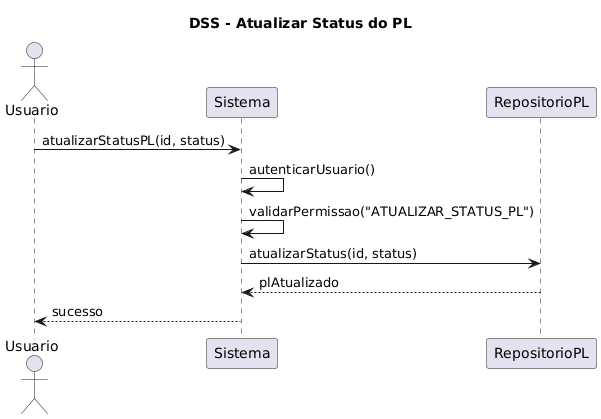 DSS - Atualizar Status do PL
Usuario
Sistema
RepositorioPL
atualizarStatusPL(id, status)
autenticarUsuario()
validarPermissao("ATUALIZAR_STATUS_PL")
atualizarStatus(id, status)
plAtualizado
sucesso
Usuario
Sistema
RepositorioPL